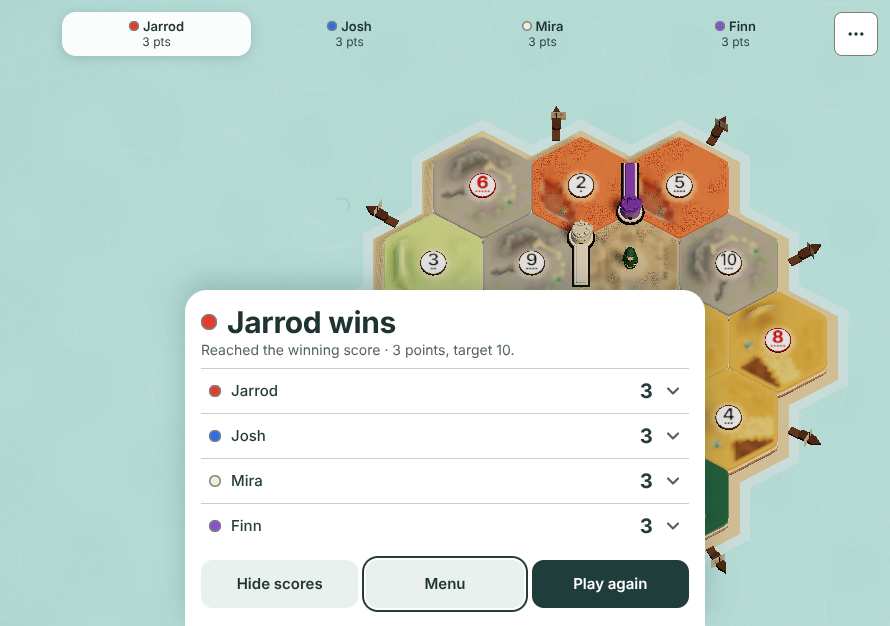 Jarrod
3 pts
Josh
3 pts
Mira
3 pts
Finn
3 pts
6
2
5
3
9
10
8
4
Jarrod wins
Reached the winning score · 3 points, target 10.
Jarrod 3
Josh 3
Mira 3
Finn 3
Hide scores Menu Play again